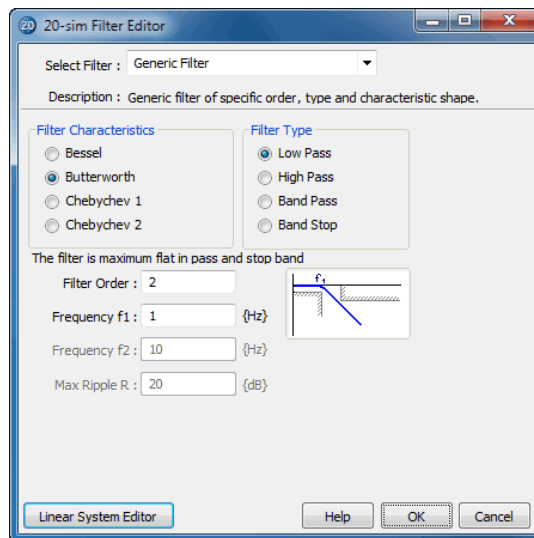 20 20-sim Filter Editor
Select Filter : Generic Filter
Description : Generic filter of specific order, type and characteristic shape.
Filter Characteristics
Bessel
Butterworth
Chebychev 1
Chebychev 2
Filter Type
Low Pass
High Pass
Band Pass
Band Stop
The filter is maximum flat in pass and stop band
Filter Order : 2
Frequency f1 : 1 {Hz}
Frequency f2 : 10 {Hz}
Max Ripple R : 20 {dB}
f1
Linear System Editor
Help
OK
Cancel